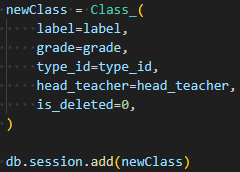 newClass = Class_(
    label=label,
    grade=grade,
    type_id=type_id,
    head_teacher=head_teacher,
    is_deleted=0,
)
db.session.add(newClass)